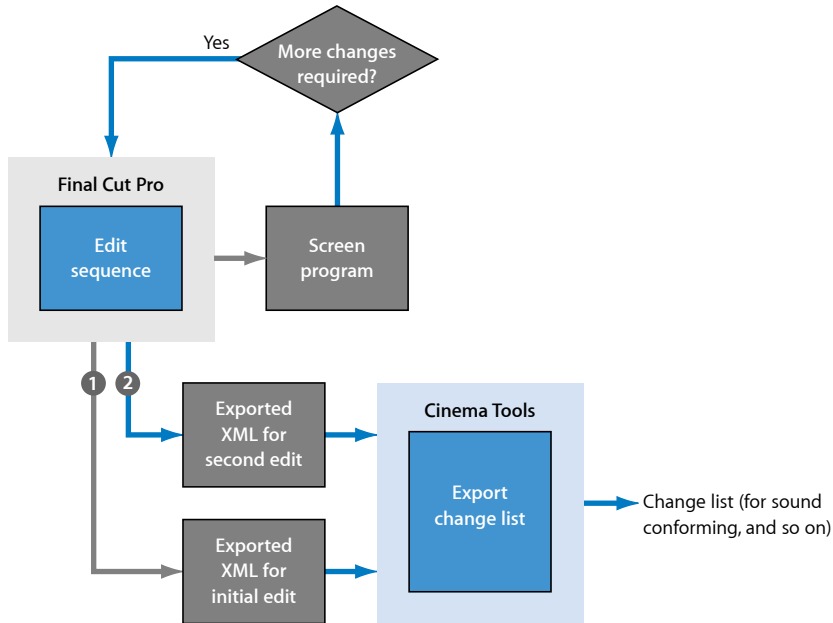 Yes
More changes
required?
Final Cut Pro
Edit
sequence
Screen
program
1
2
Exported
XML for
second edit
Cinema Tools
Export
change list
Change list (for sound
conforming, and so on)
Exported
XML for
initial edit